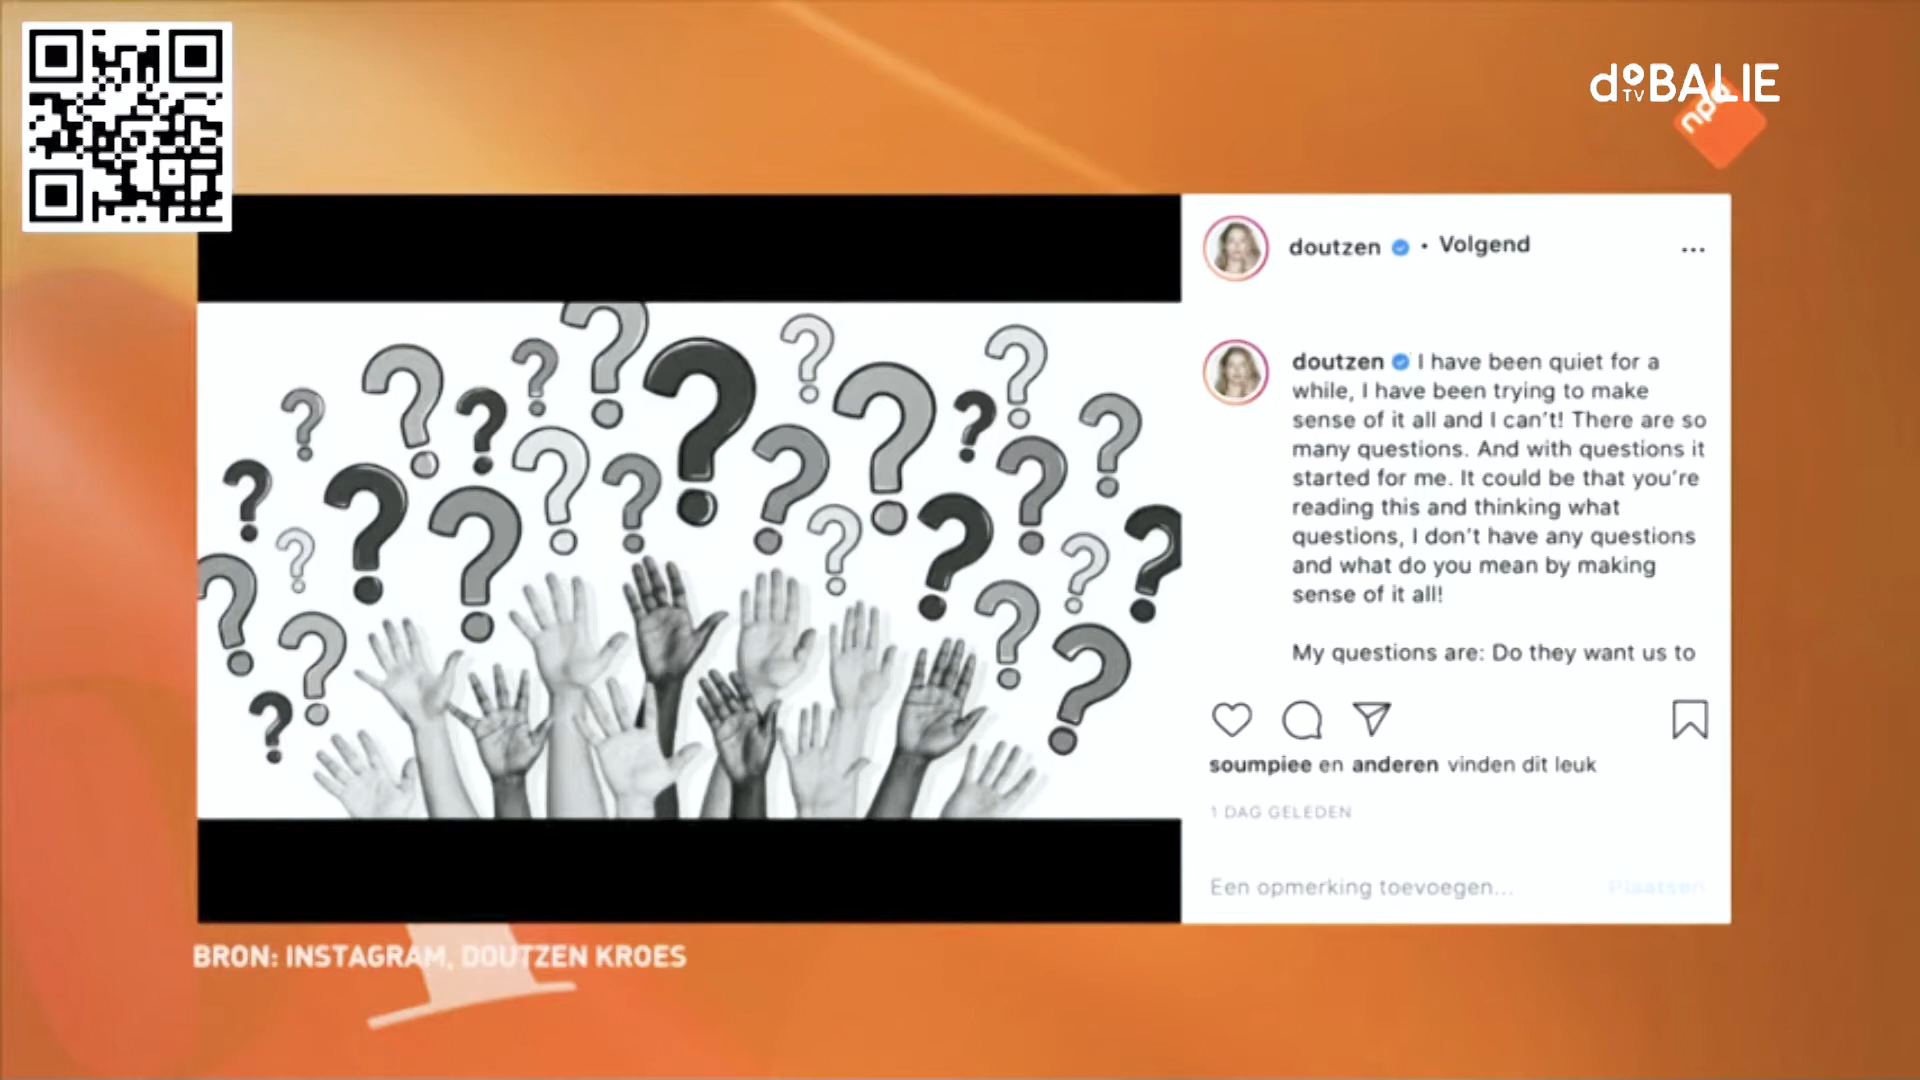 dTVBALIE
npo
doutzen • Volgend
...
doutzen I have been quiet for a
while, I have been trying to make
sense of it all and I can't! There are so
many questions. And with questions it
started for me. It could be that you're
reading this and thinking what
questions, I don't have any questions
and what do you mean by making
sense of it all!
My questions are: Do they want us to
soumpiee en anderen vinden dit leuk
1 DAG GELEDEN
Een opmerking toevoegen... Plaatsen
BRON: INSTAGRAM, DOUTZEN KROES